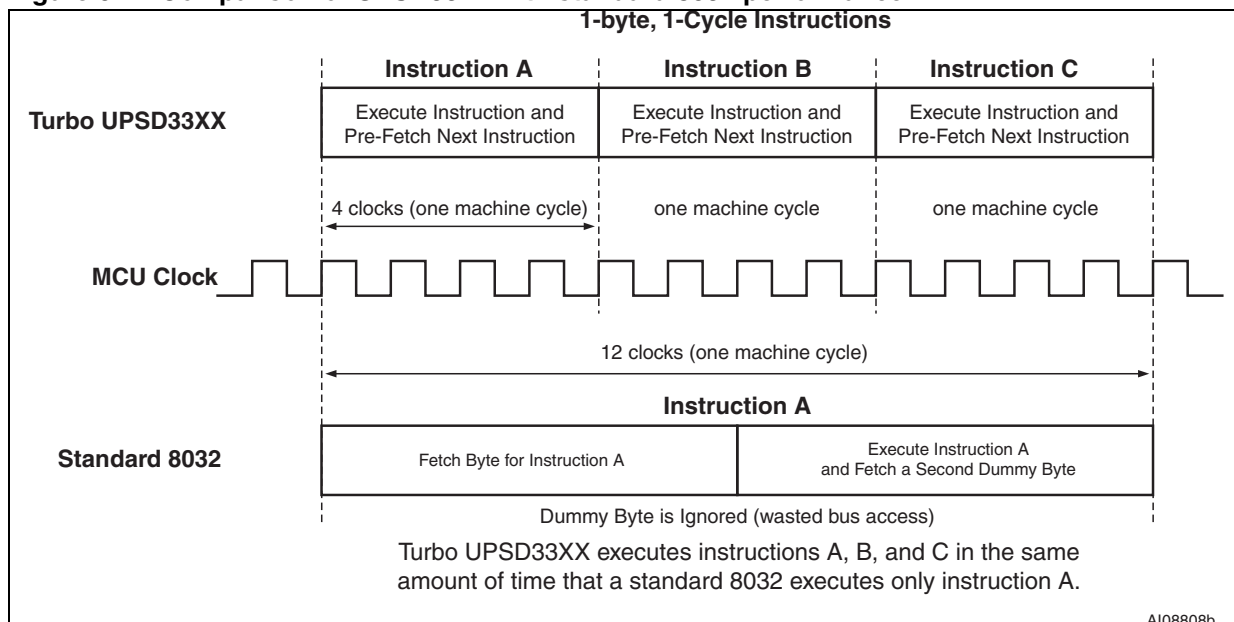 1-byte, 1-Cycle Instructions
Instruction A
Instruction B
Instruction C
Turbo UPSD33XX
Execute Instruction and
Pre-Fetch Next Instruction
Execute Instruction and
Pre-Fetch Next Instruction
Execute Instruction and
Pre-Fetch Next Instruction
4 clocks (one machine cycle)
one machine cycle
one machine cycle
MCU Clock
12 clocks (one machine cycle)
Instruction A
Standard 8032
Fetch Byte for Instruction A
Execute Instruction A
and Fetch a Second Dummy Byte
Dummy Byte is Ignored (wasted bus access)
Turbo UPSD33XX executes instructions A, B, and C in the same
amount of time that a standard 8032 executes only instruction A.
AI08808b